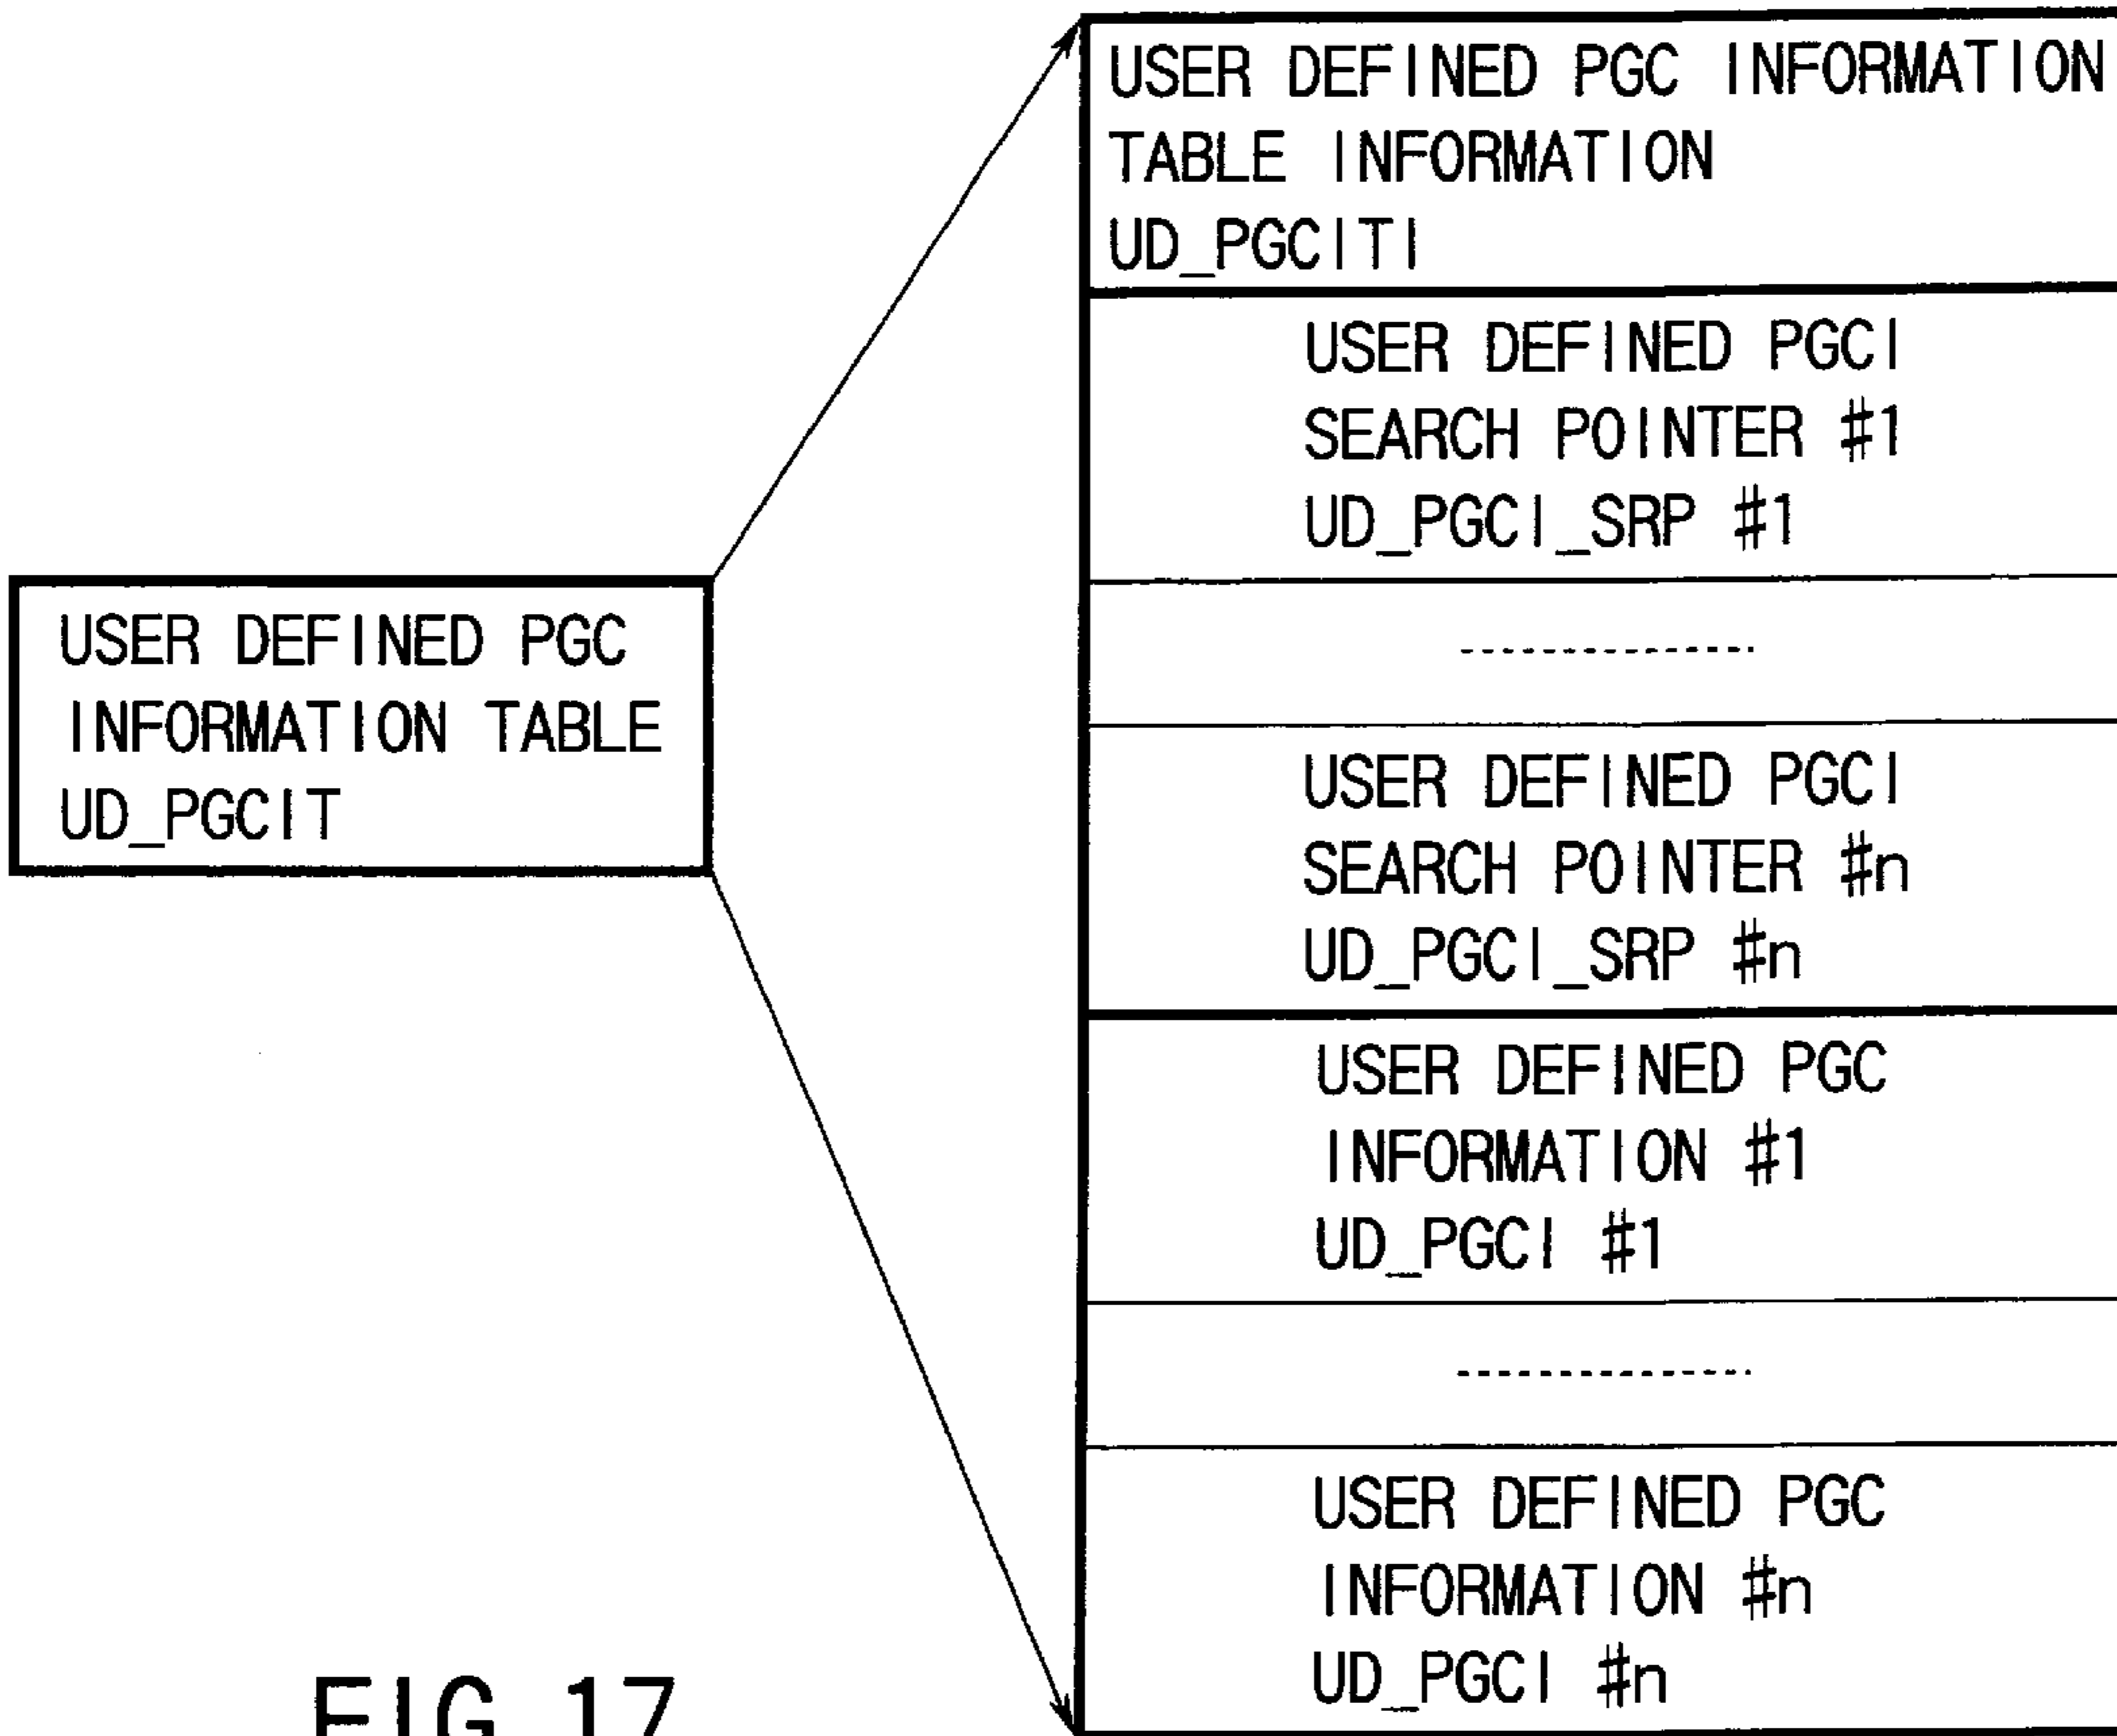 USER DEFINED PGC INFORMATION
TABLE INFORMATION
UD_PGCITI
USER DEFINED PGCI
SEARCH POINTER #1
UD_PGCI_SRP #1
USER DEFINED PGC
INFORMATION TABLE
UD_PGCIT
USER DEFINED PGCI
SEARCH POINTER #n
UD_PGCI_SRP #n
USER DEFINED PGC
INFORMATION #1
UD_PGCI #1
USER DEFINED PGC
INFORMATION #n
UD_PGCI #n
FIG.17